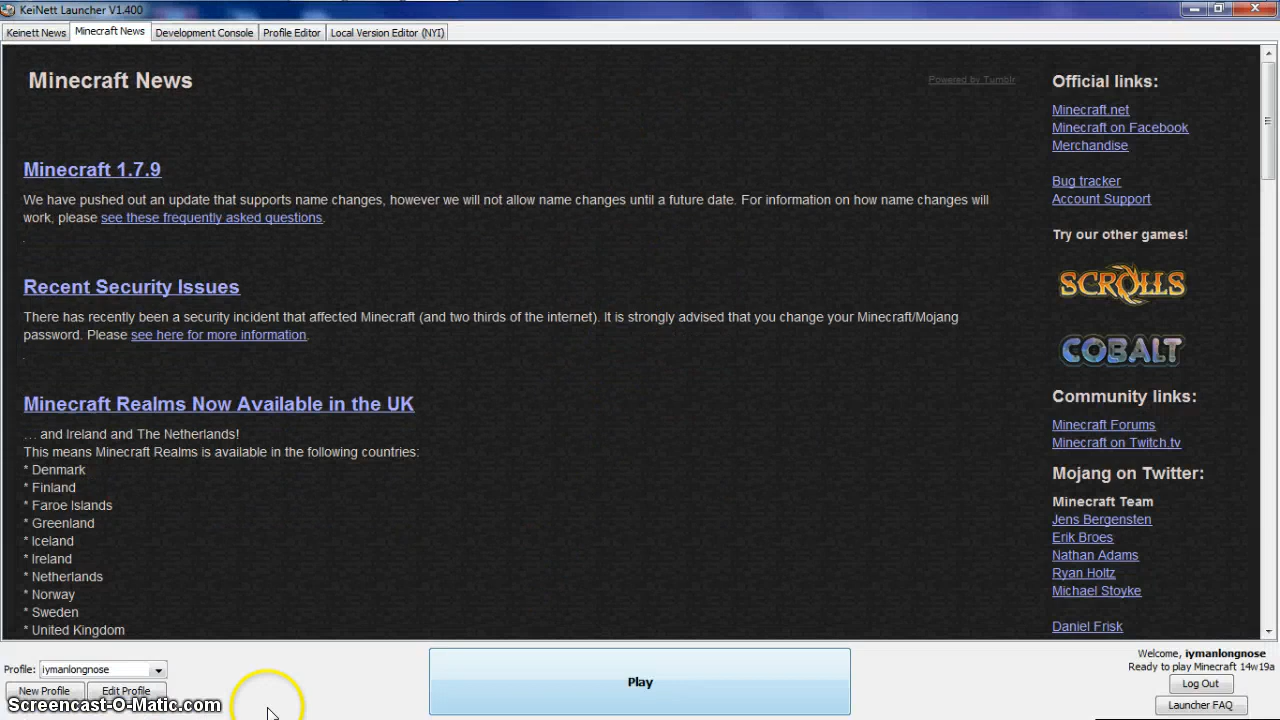 KeiNett Launcher V1.400
Keinett News
Minecraft News
Development Console
Profile Editor
Local Version Editor (NYI)
Minecraft News
Powered by Tumblr
Minecraft 1.7.9
We have pushed out an update that supports name changes, however we will not allow name changes until a future date. For information on how name changes will
work, please see these frequently asked questions.
Recent Security Issues
There has recently been a security incident that affected Minecraft (and two thirds of the internet). It is strongly advised that you change your Minecraft/Mojang
password. Please see here for more information.
Minecraft Realms Now Available in the UK
… and Ireland and The Netherlands!
This means Minecraft Realms is available in the following countries:
* Denmark
* Finland
* Faroe Islands
* Greenland
* Iceland
* Ireland
* Netherlands
* Norway
* Sweden
* United Kingdom
Official links:
Minecraft.net
Minecraft on Facebook
Merchandise
Bug tracker
Account Support
Try our other games!
SCROLLS
COBALT
Community links:
Minecraft Forums
Minecraft on Twitch.tv
Mojang on Twitter:
Minecraft Team
Jens Bergensten
Erik Broes
Nathan Adams
Ryan Holtz
Michael Stoyke
Daniel Frisk
Profile: iymanlongnose
New Profile
Edit Profile
Screencast-O-Matic.com
Play
Welcome, iymanlongnose
Ready to play Minecraft 14w19a
Log Out
Launcher FAQ